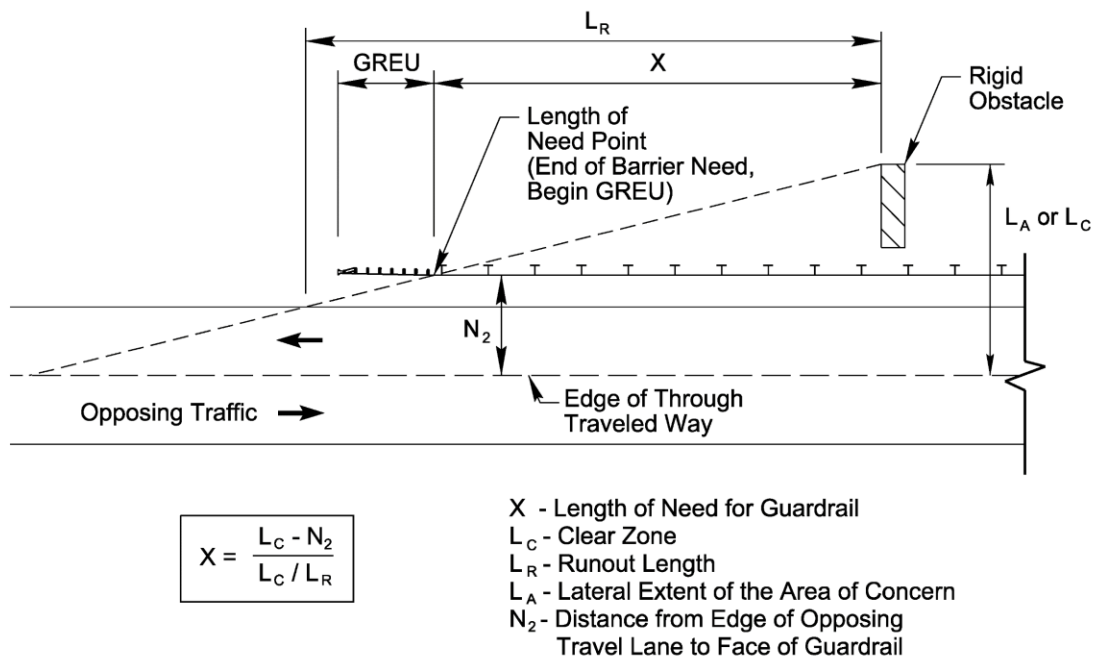 L_R
GREU
X
Rigid
Obstacle
Length of
Need Point
(End of Barrier Need,
Begin GREU)
L_A or L_C
N_2
Edge of Through
Traveled Way
Opposing Traffic
X = (L_C - N_2) / (L_C / L_R)
X - Length of Need for Guardrail
L_C - Clear Zone
L_R - Runout Length
L_A - Lateral Extent of the Area of Concern
N_2 - Distance from Edge of Opposing
Travel Lane to Face of Guardrail